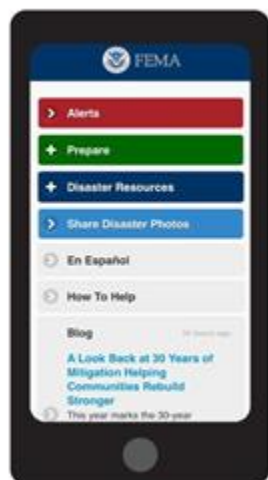 FEMA
Alerts
Prepare
Disaster Resources
Share Disaster Photos
En Español
How To Help
Blog
A Look Back at 30 Years of
Mitigation Helping
Communities Rebuild
Stronger
This year marks the 30-year